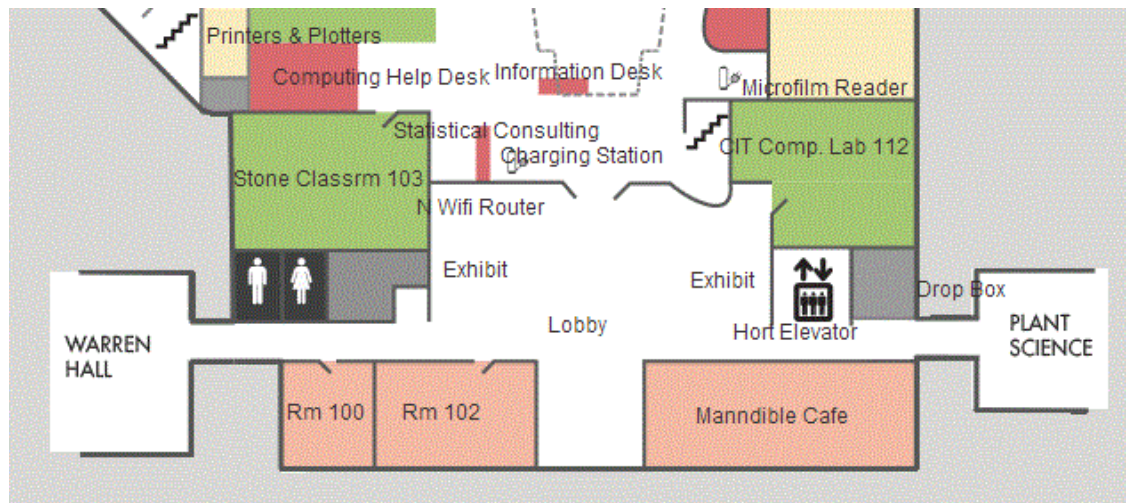 Printers & Plotters
Information Desk
Computing Help Desk
Microfilm Reader
Statistical Consulting
CIT Comp. Lab 112
Charging Station
Stone Classrm 103
N Wifi Router
Exhibit
Exhibit
Drop Box
Lobby
Hort Elevator
WARREN
HALL
PLANT
SCIENCE
Rm 100
Rm 102
Manndible Cafe